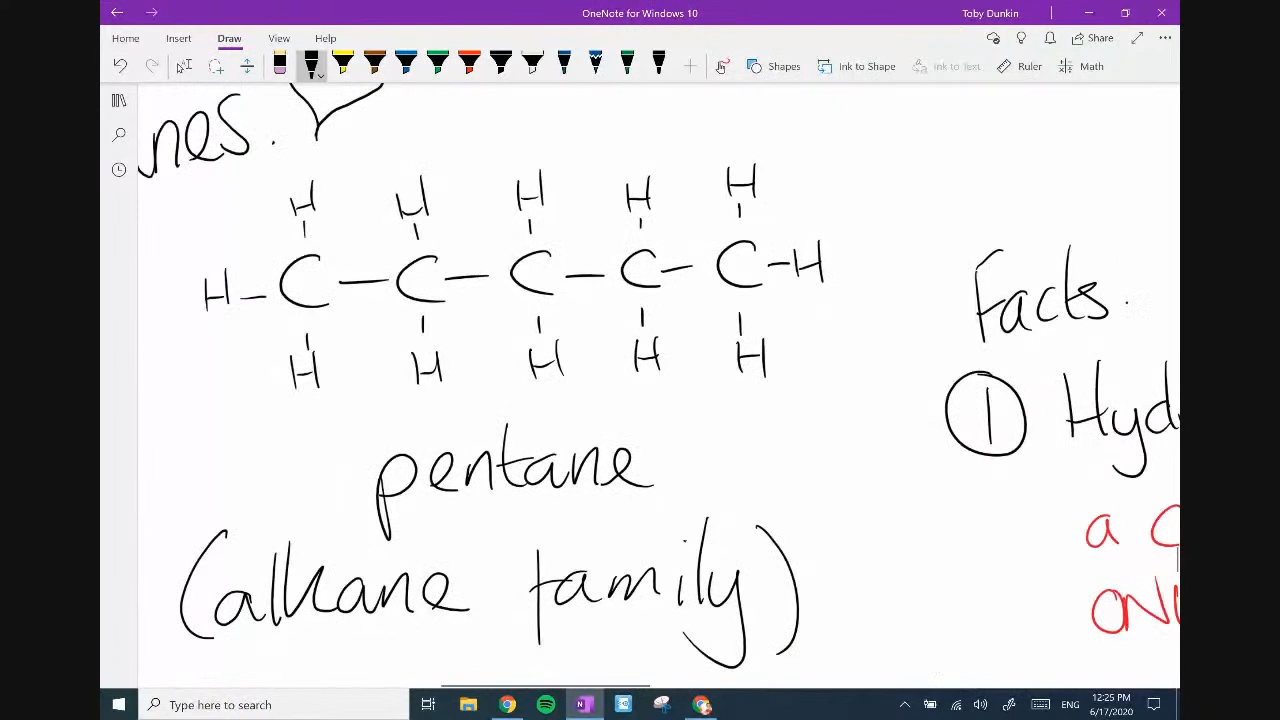 OneNote for Windows 10
Toby Dunkin
Home Insert Draw View Help
Share
Shapes Ink to Shape Ink to Text Ruler Math
nes.
H H H H H
H - C - C - C - C - C - H
H H H H H
pentane
(alkane family)
Facts.
① Hyd
a C
ONL
Type here to search
ENG
12:25 PM
6/17/2020